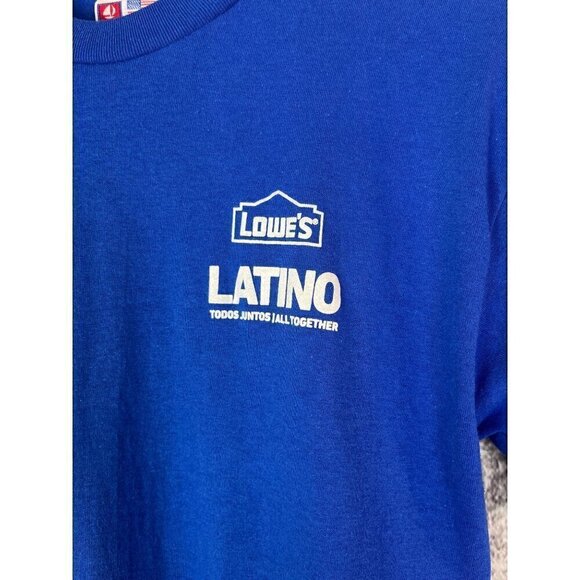 LOWE'S®
LATINO
TODOS JUNTOS | ALL TOGETHER